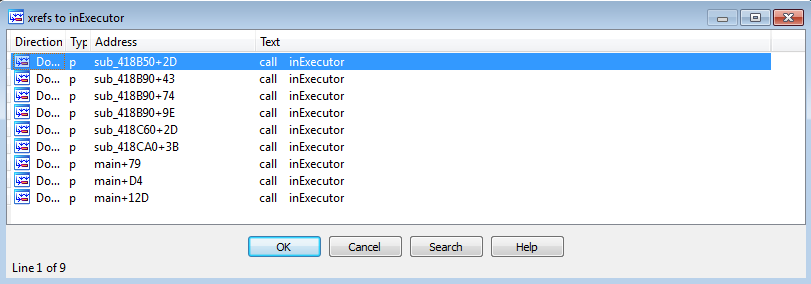 xrefs to inExecutor
Direction Typ Address Text
Do... p sub_418B50+2D call inExecutor
Do... p sub_418B90+43 call inExecutor
Do... p sub_418B90+74 call inExecutor
Do... p sub_418B90+9E call inExecutor
Do... p sub_418C60+2D call inExecutor
Do... p sub_418CA0+3B call inExecutor
Do... p main+79 call inExecutor
Do... p main+D4 call inExecutor
Do... p main+12D call inExecutor
OK Cancel Search Help
Line 1 of 9